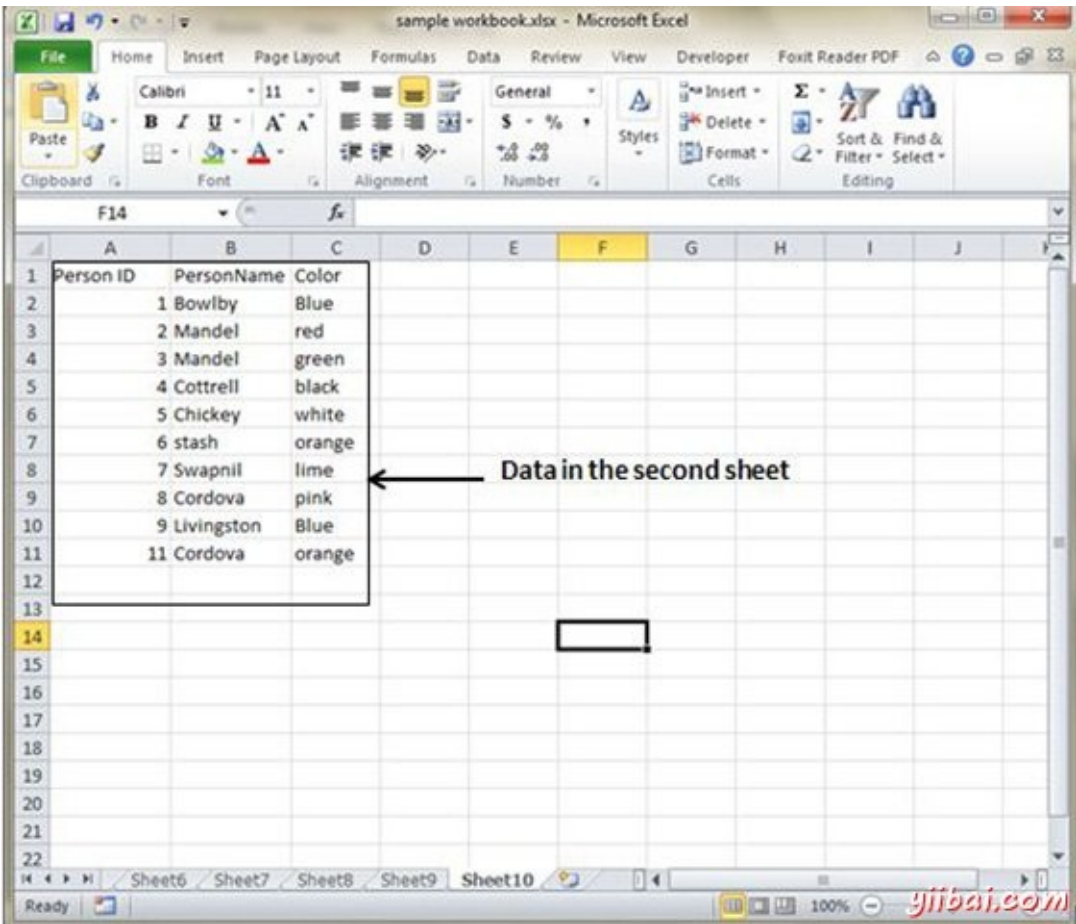 sample workbook.xlsx - Microsoft Excel
File Home Insert Page Layout Formulas Data Review View Developer Foxit Reader PDF
Calibri 11 General Insert
Paste B I U A A $ % , Styles Delete Sort & Find &
Format Filter Select
Clipboard Font Alignment Number Cells Editing
F14 fx
A B C D E F G H I J
1 Person ID PersonName Color
2 1 Bowlby Blue
3 2 Mandel red
4 3 Mandel green
5 4 Cottrell black
6 5 Chickey white
7 6 stash orange
8 7 Swapnil lime
Data in the second sheet
9 8 Cordova pink
10 9 Livingston Blue
11 11 Cordova orange
12
13
14
15
16
17
18
19
20
21
22
Sheet6 Sheet7 Sheet8 Sheet9 Sheet10
Ready 100%
yiibai.com